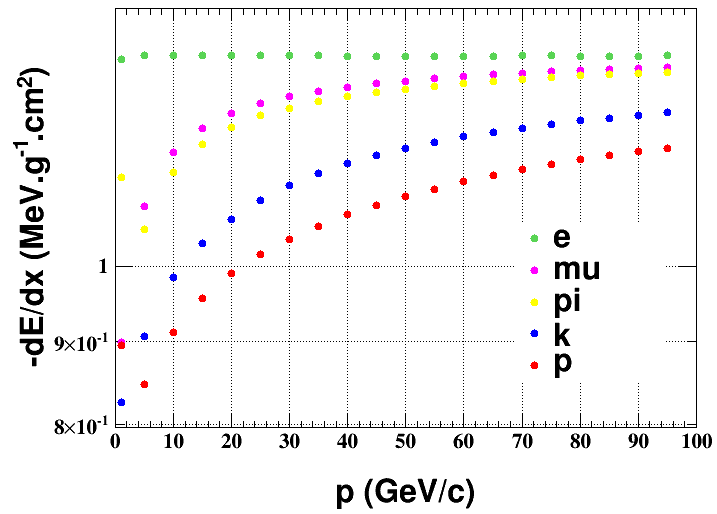 -dE/dx (MeV.g⁻¹.cm²)
1
9×10⁻¹
8×10⁻¹
e
mu
pi
k
p
0 10 20 30 40 50 60 70 80 90 100
p (GeV/c)